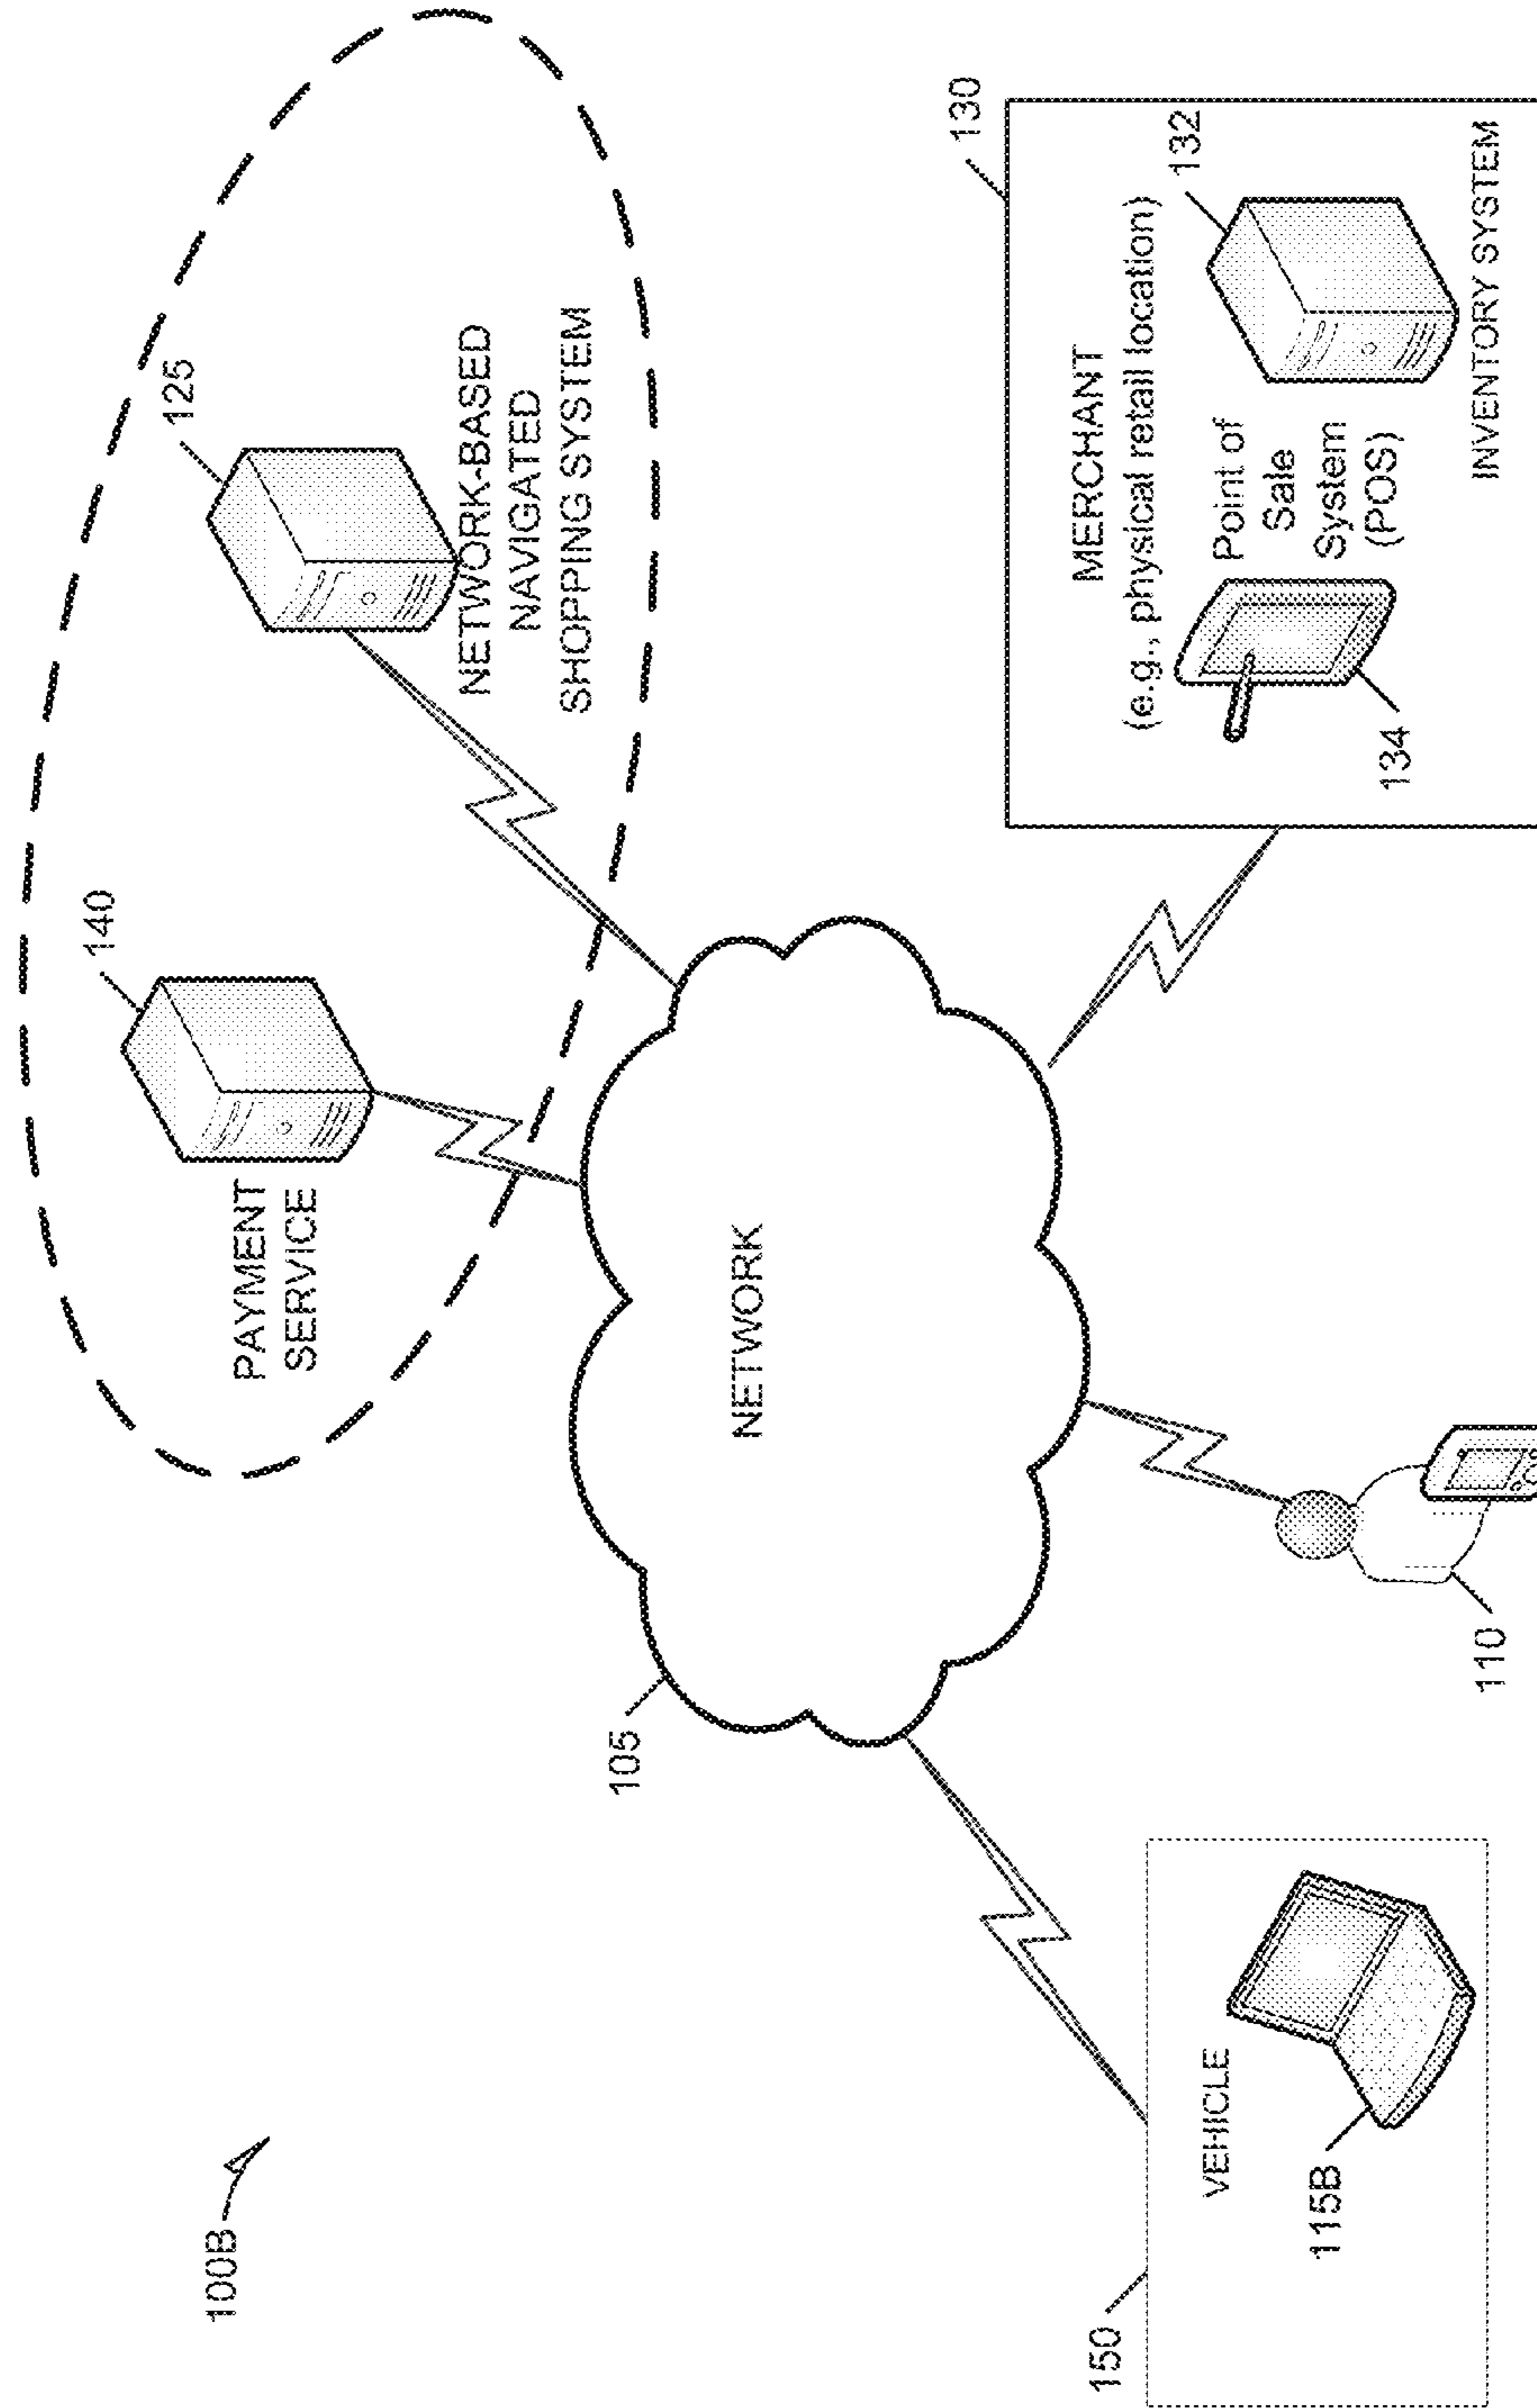 100B
140
PAYMENT
SERVICE
125
NETWORK-BASED
NAVIGATED
SHOPPING SYSTEM
105
NETWORK
130
MERCHANT
(e.g., physical retail location)
134
Point of
Sale
System
(POS)
132
INVENTORY SYSTEM
150
VEHICLE
115B
110